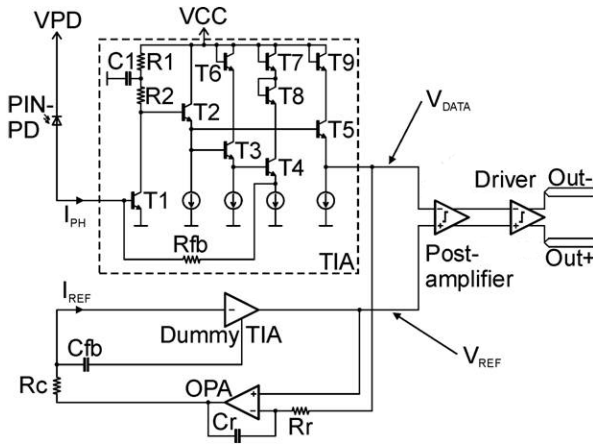 VPD
VCC
C1
R1
R2
T6
T7
T9
T8
PIN-
PD
T2
T5
T3
T4
T1
V_DATA
I_PH
Rfb
TIA
Driver
Out-
Out+
Post-
amplifier
I_REF
Dummy TIA
Cfb
V_REF
Rc
OPA
Cr
Rr